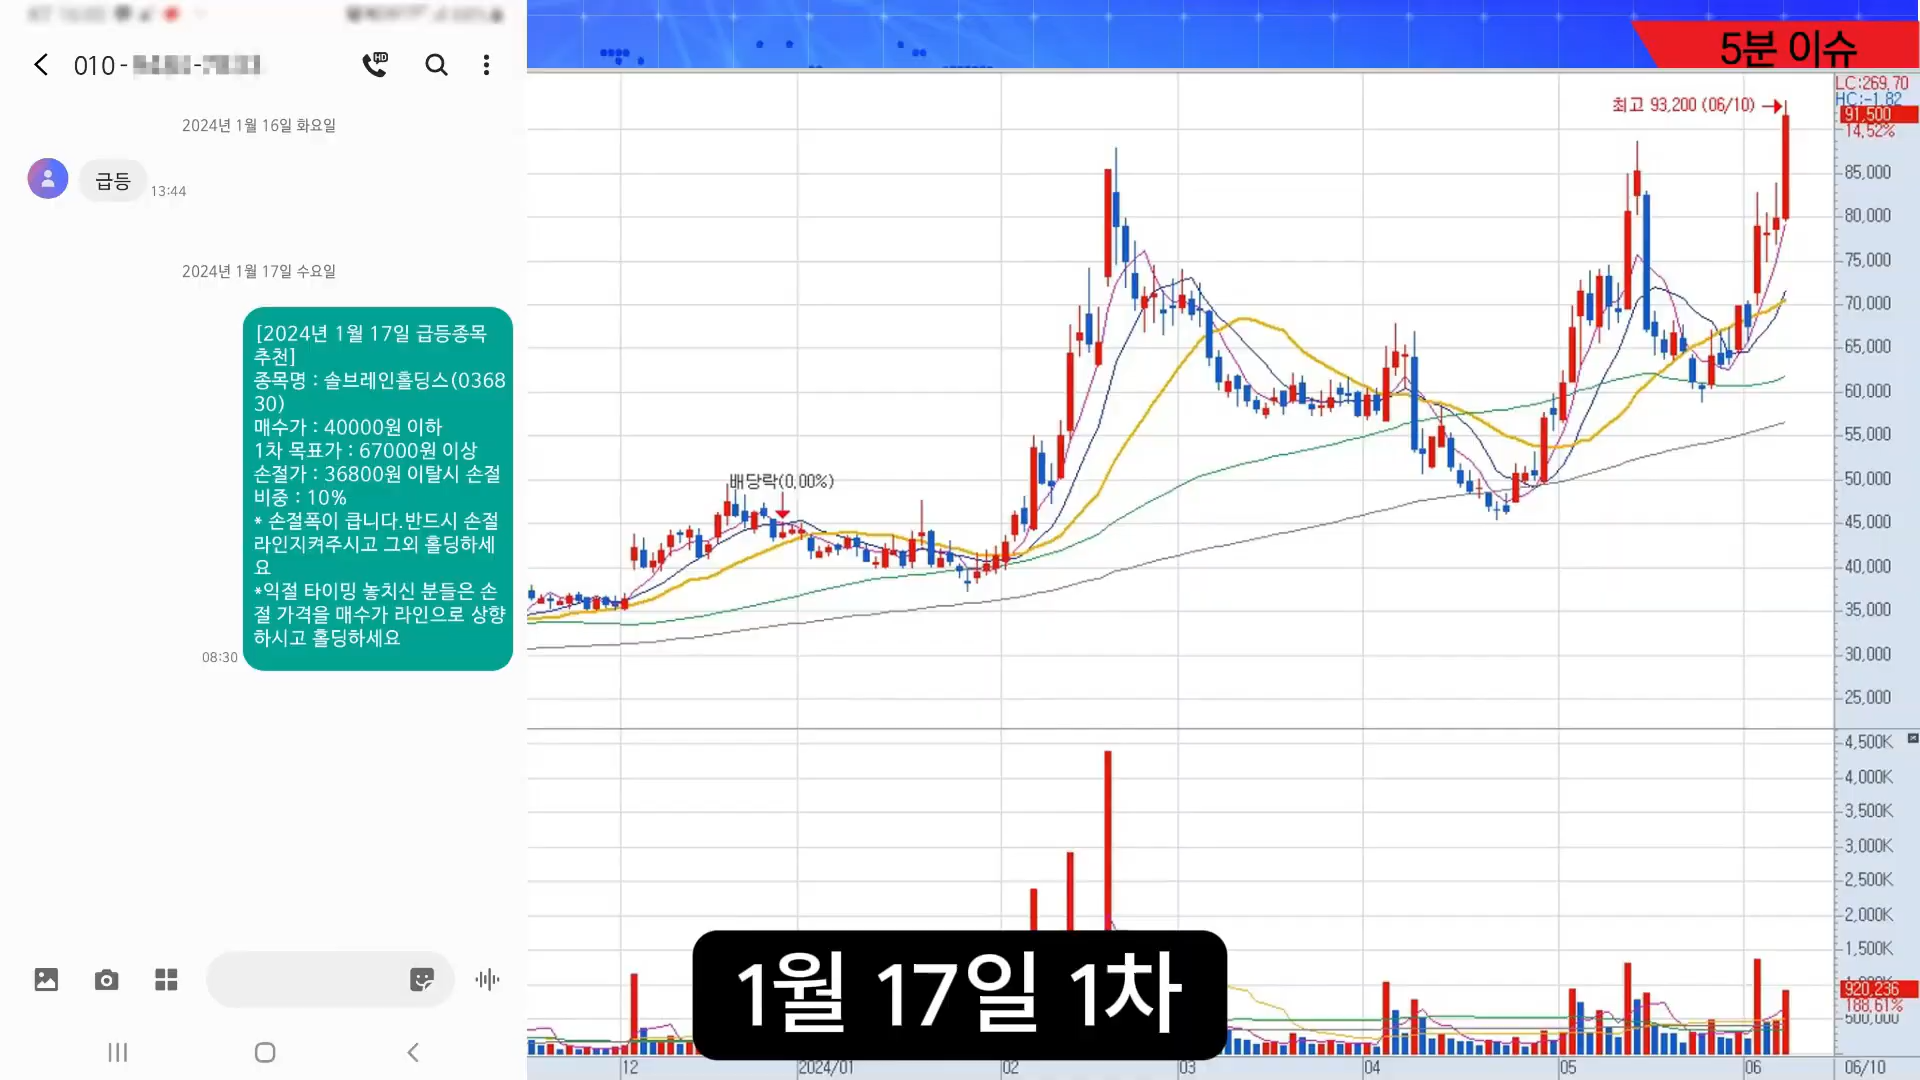 010-
2024년 1월 16일 화요일
급등
13:44
2024년 1월 17일 수요일
[2024년 1월 17일 급등종목
추천]
종목명 : 솔브레인홀딩스(0368
30)
매수가 : 40000원 이하
1차 목표가 : 67000원 이상
손절가 : 36800원 이탈시 손절
비중 : 10%
* 손절폭이 큽니다.반드시 손절
라인지켜주시고 그외 홀딩하세
요
*익절 타이밍 놓치신 분들은 손
절 가격을 매수가 라인으로 상향
하시고 홀딩하세요
08:30
5분 이슈
최고 93,200 (06/10)
LC:269.70
HC:-1.82
91,500
14.52%
85,000
80,000
75,000
70,000
65,000
60,000
55,000
50,000
45,000
40,000
35,000
30,000
25,000
배당락(0.00%)
4,500K
4,000K
3,500K
3,000K
2,500K
2,000K
1,500K
920,236
188.61%
500,000
1월 17일 1차
12
2024/01
02
03
04
05
06
06/10